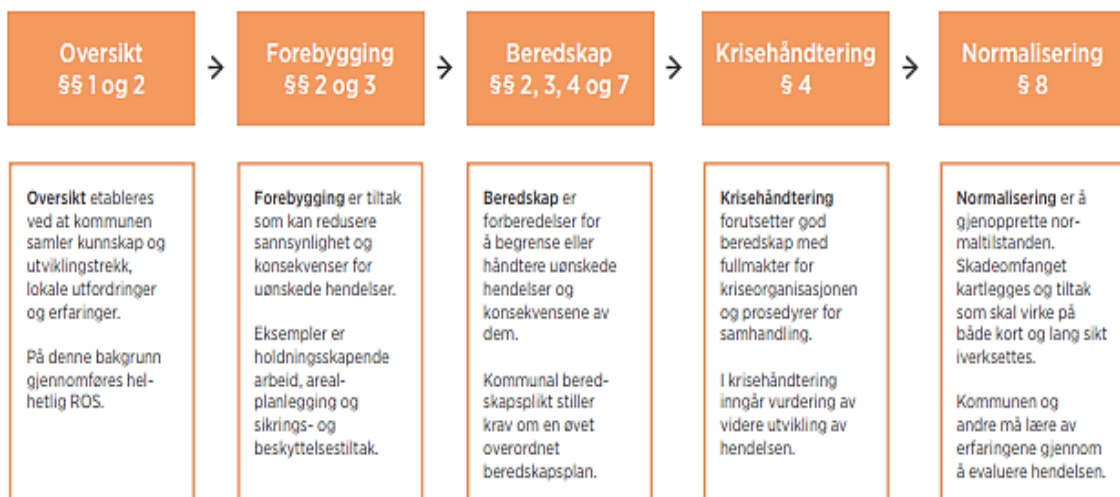 Oversikt
§§ 1 og 2
Forebygging
§§ 2 og 3
Beredskap
§§ 2, 3, 4 og 7
Krisehåndtering
§ 4
Normalisering
§ 8
Oversikt etableres
ved at kommunen
samler kunnskap og
utviklingstrekk,
lokale utfordringer
og erfaringer.
På denne bakgrunn
gjennomføres hel-
hetlig ROS.
Forebygging er tiltak
som kan redusere
sannsynlighet og
konsekvenser for
uønskede hendelser.
Eksempler er
holdningsskapende
arbeid, areal-
planlegging og
sikrings- og
beskyttelsestiltak.
Beredskap er
forberedelser for
å begrense eller
håndtere uønskede
hendelser og
konsekvensene av
dem.
Kommunal bered-
skapsplikt stiller
krav om en øvet
overordnet
beredskapsplan.
Krisehåndtering
forutsetter god
beredskap med
fullmakter for
kriseorganisasjonen
og prosedyrer for
samhandling.
I krisehåndtering
inngår vurdering av
videre utvikling av
hendelsen.
Normalisering er å
gjenopprette nor-
maltilstanden.
Skadeomfanget
kartlegges og tiltak
som skal virke på
både kort og lang sikt
iverksettes.
Kommunen og
andre må lære av
erfaringene gjennom
å evaluere hendelsen.